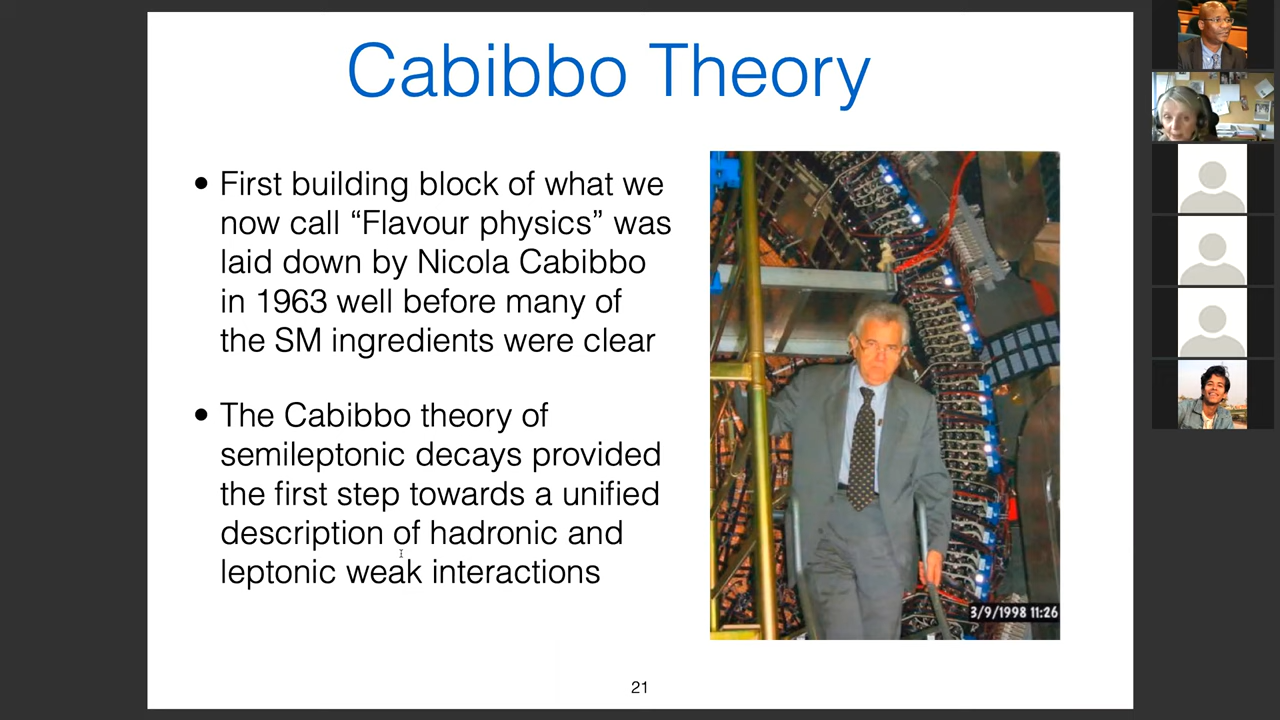 Cabibbo Theory
• First building block of what we
now call “Flavour physics” was
laid down by Nicola Cabibbo
in 1963 well before many of
the SM ingredients were clear
• The Cabibbo theory of
semileptonic decays provided
the first step towards a unified
description of hadronic and
leptonic weak interactions
3/9/1998 11:26
21